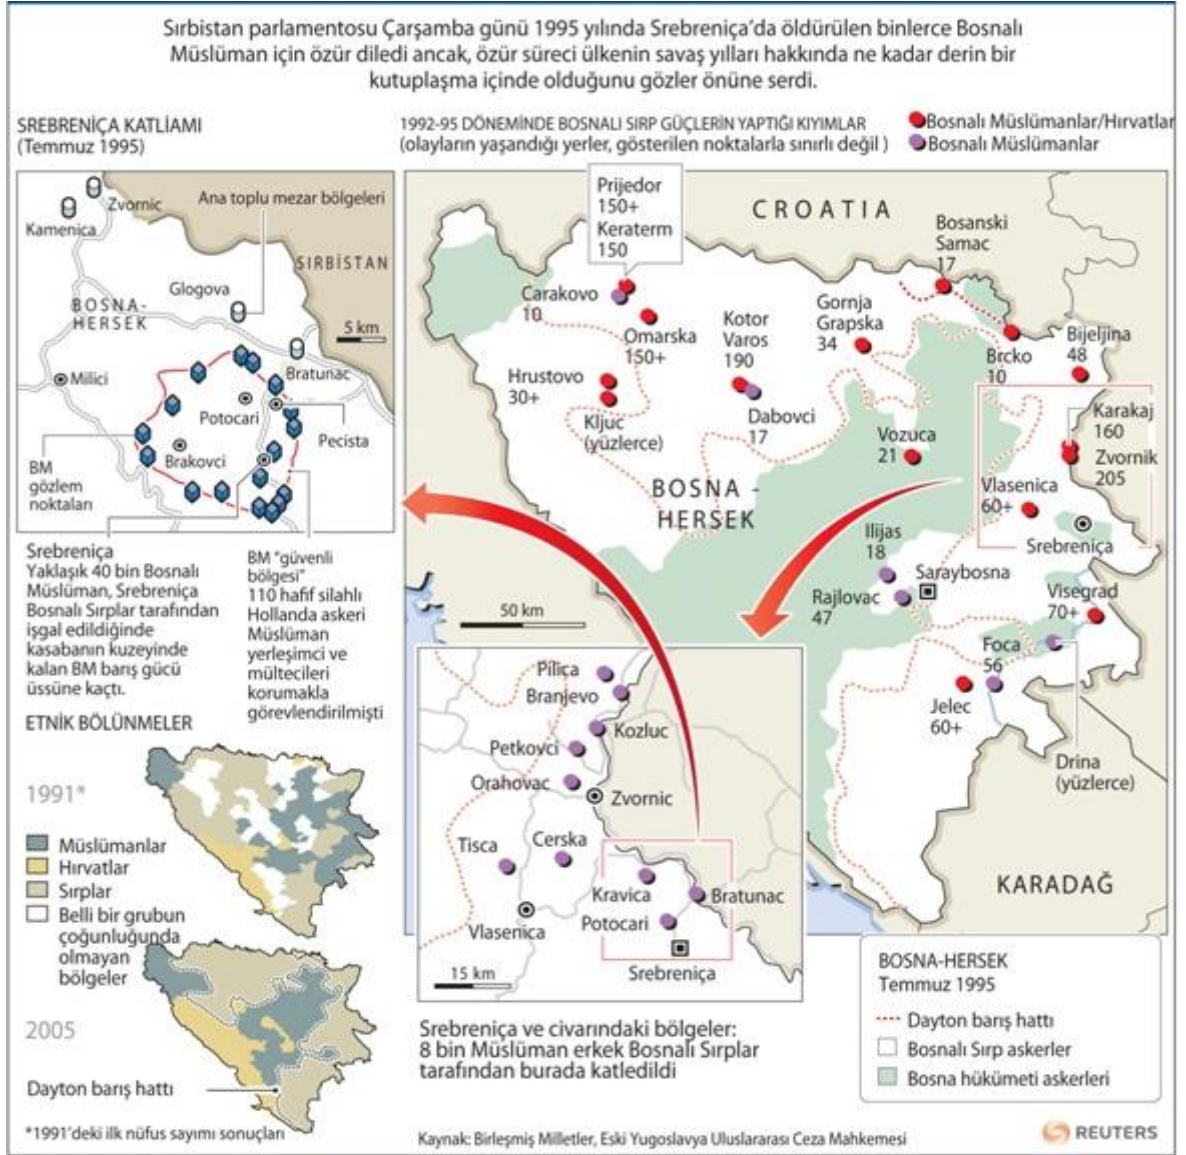 Sırbistan parlamentosu Çarşamba günü 1995 yılında Srebreniça'da öldürülen binlerce Bosnalı
Müslüman için özür diledi ancak, özür süreci ülkenin savaş yılları hakkında ne kadar derin bir
kutuplaşma içinde olduğunu gözler önüne serdi.
SREBRENİÇA KATLİAMI
(Temmuz 1995)
Zvornic
Kamenica
Ana toplu mezar bölgeleri
SIRBİSTAN
Glogova
BOSNA-
HERSEK
5 km
Milici
Bratunac
Potocari
Pecista
Brakovci
BM
gözlem
noktaları
Srebreniça
Yaklaşık 40 bin Bosnalı
Müslüman, Srebreniça
Bosnalı Sırplar tarafından
işgal edildiğinde
kasabanın kuzeyinde
kalan BM barış gücü
üssüne kaçtı.
BM "güvenli
bölgesi"
110 hafif silahlı
Hollanda askeri
Müslüman
yerleşimci ve
mültecileri
korumakla
görevlendirilmişti
1992-95 DÖNEMİNDE BOSNALI SIRP GÜÇLERİN YAPTIĞI KIYIMLAR
(olayların yaşandığı yerler, gösterilen noktalarla sınırlı değil )
Bosnalı Müslümanlar/Hırvatlar
Bosnalı Müslümanlar
Prijedor
150+
Keraterm
150
CROATIA
Bosanski
Samac
17
Carakovo
10
Omarska
150+
Kotor
Varos
190
Gornja
Grapska
34
Brcko
10
Bijeljina
48
Hrustovo
30+
Kljuc
(yüzlerce)
Dabovci
17
Vozuca
21
Karakaj
160
Zvornik
205
BOSNA -
HERSEK
Vlasenica
60+
Srebreniça
Ilijas
18
Saraybosna
Rajlovac
47
Visegrad
70+
50 km
Foca
56
Jelec
60+
Drina
(yüzlerce)
KARADAĞ
Pilica
Branjevo
Kozluc
Petkovci
Orahovac
Zvornic
Tisca
Cerska
Kravica
Bratunac
Potocari
Vlasenica
Srebreniça
15 km
Srebreniça ve civarındaki bölgeler:
8 bin Müslüman erkek Bosnalı Sırplar
tarafından burada katledildi
ETNİK BÖLÜNMELER
1991*
Müslümanlar
Hırvatlar
Sırplar
Belli bir grubun
çoğunluğunda
olmayan
bölgeler
2005
Dayton barış hattı
*1991'deki ilk nüfus sayımı sonuçları
BOSNA-HERSEK
Temmuz 1995
Dayton barış hattı
Bosnalı Sırp askerler
Bosna hükümeti askerleri
Kaynak: Birleşmiş Milletler, Eski Yugoslavya Uluslararası Ceza Mahkemesi
REUTERS